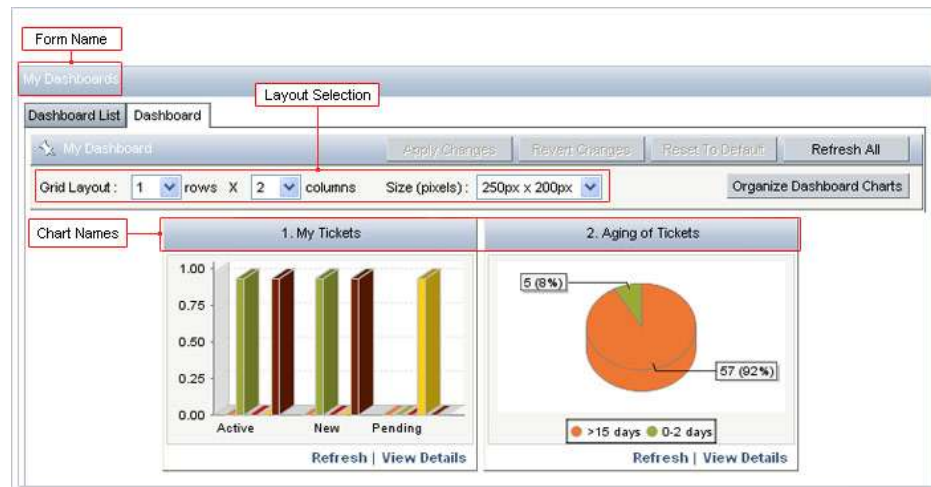 Form Name
My Dashboards
Layout Selection
Dashboard List Dashboard
My Dashboard Apply Changes Revert Changes Reset To Default Refresh All
Grid Layout : 1 rows X 2 columns Size (pixels) : 250px x 200px Organize Dashboard Charts
Chart Names 1. My Tickets 2. Aging of Tickets
1.00
0.75
0.50
0.25
0.00
Active New Pending
5 (8%)
57 (92%)
>15 days 0-2 days
Refresh | View Details Refresh | View Details